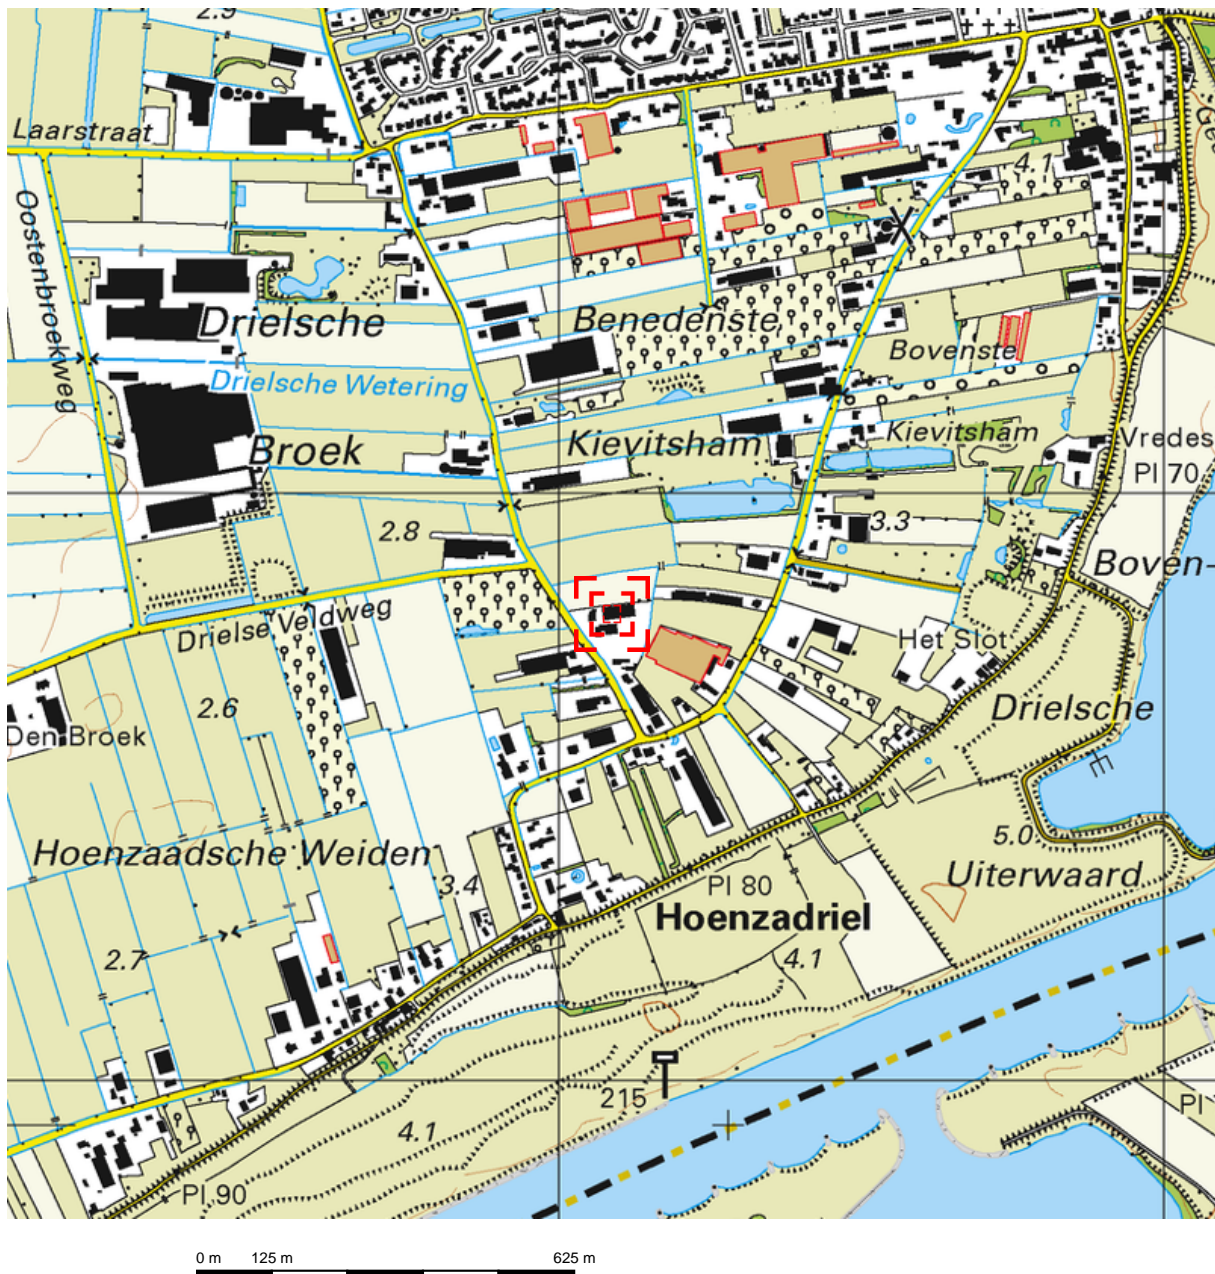 2.9
Laarstraat
4.1
Oostenbroekweg
Drielsche
Benedenste
Bovenste
Drielsche Wetering
Broek
Kievitsham
Kievitsham
Vredes
Pl 70
2.8
3.3
Boven-
Drielse Veldweg
Het Slot
2.6
Drielsche
Den Broek
5.0
Hoenzaadsche Weiden
Uiterwaard
3.4
Pl 80
Hoenzadriel
2.7
4.1
215
Pl
4.1
Pl 90
0 m 125 m 625 m